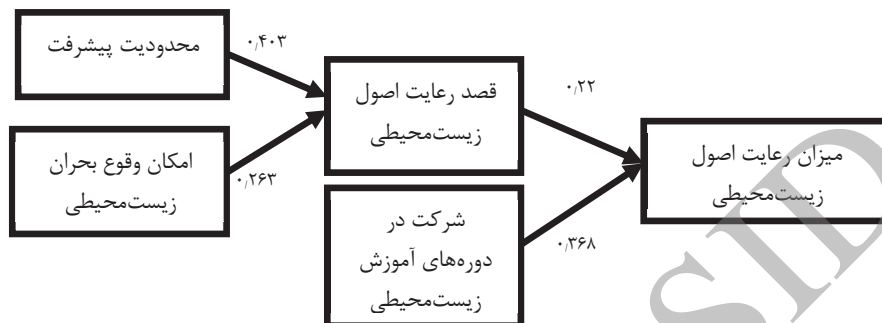 محدودیت پیشرفت
۰٫۴۰۳
قصد رعایت اصول
زیست‌محیطی
۰٫۲۲
امکان وقوع بحران
زیست‌محیطی
۰٫۲۶۳
میزان رعایت اصول
زیست‌محیطی
شرکت در
دوره‌های آموزش
زیست‌محیطی
۰٫۳۶۸
SID